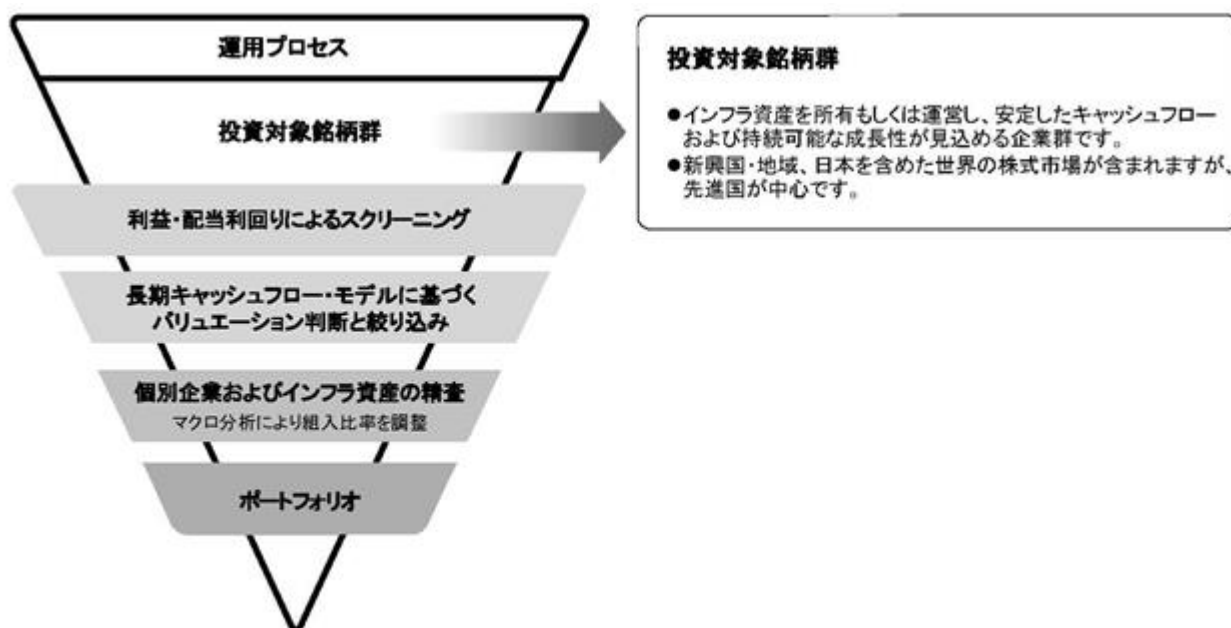 運用プロセス
投資対象銘柄群
利益・配当利回りによるスクリーニング
長期キャッシュフロー・モデルに基づく
バリュエーション判断と絞り込み
個別企業およびインフラ資産の精査
マクロ分析により組入比率を調整
ポートフォリオ
投資対象銘柄群
●インフラ資産を所有もしくは運営し、安定したキャッシュフロー
および持続可能な成長性が見込める企業群です。
●新興国・地域、日本を含めた世界の株式市場が含まれますが、
先進国が中心です。